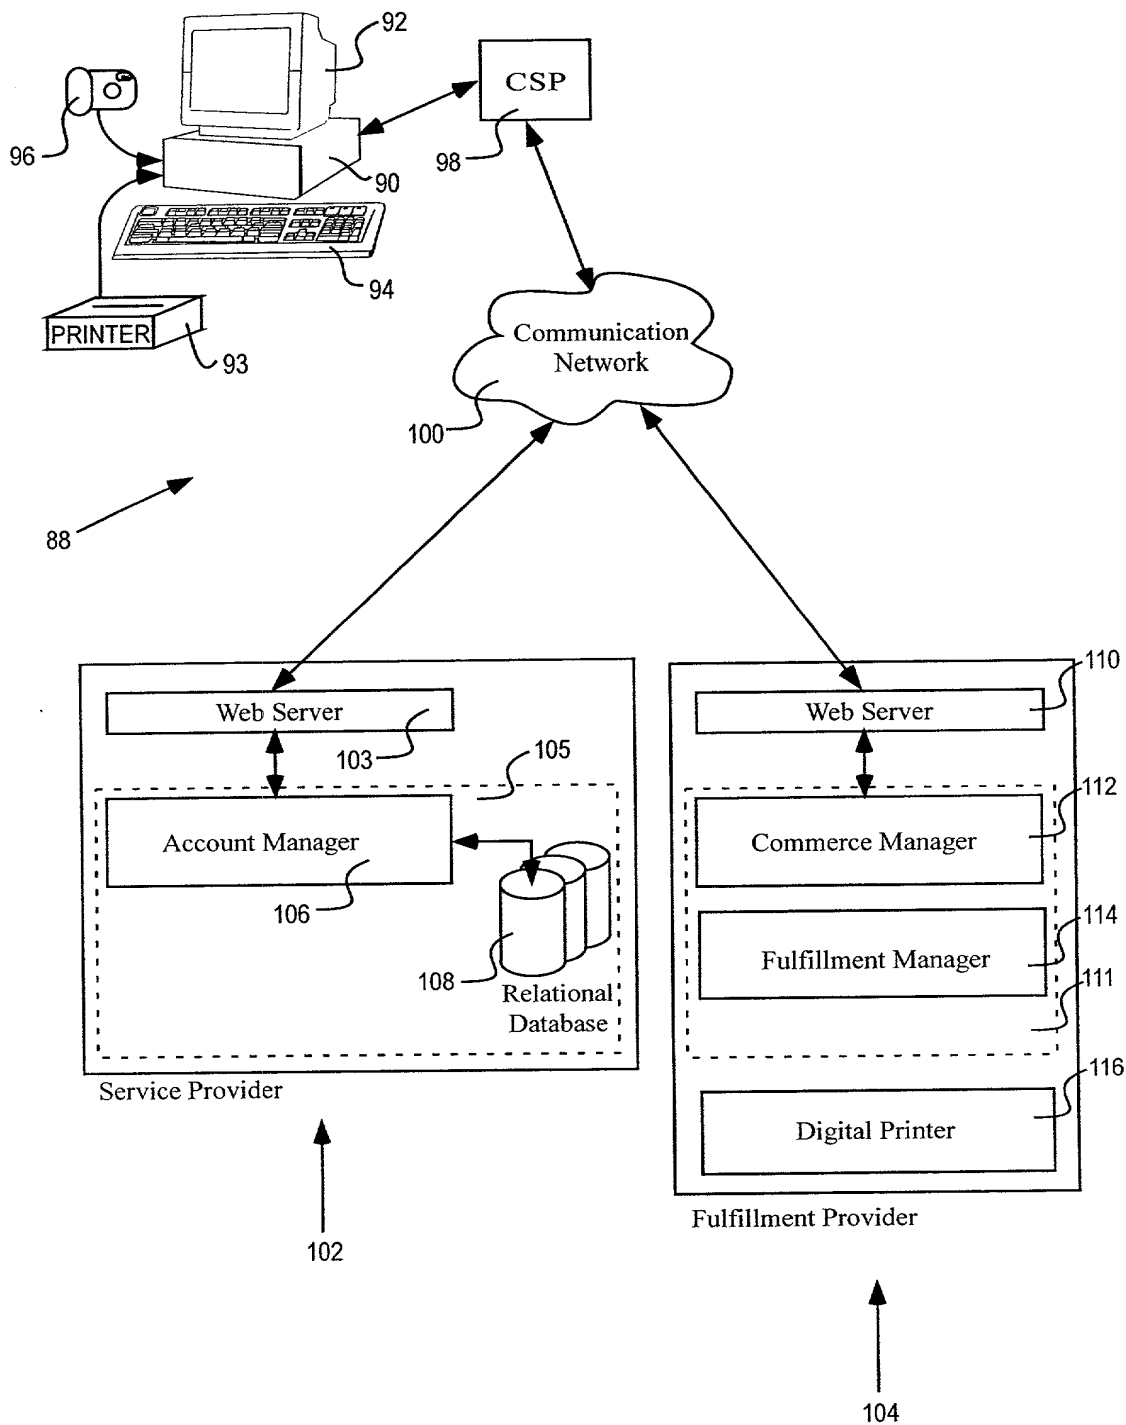 92
CSP
96
98
90
94
PRINTER
93
Communication
Network
100
88
110
Web Server
103
Web Server
105
112
Account Manager
Commerce Manager
106
114
108
Fulfillment Manager
111
Relational
Database
116
Service Provider
Digital Printer
Fulfillment Provider
102
104